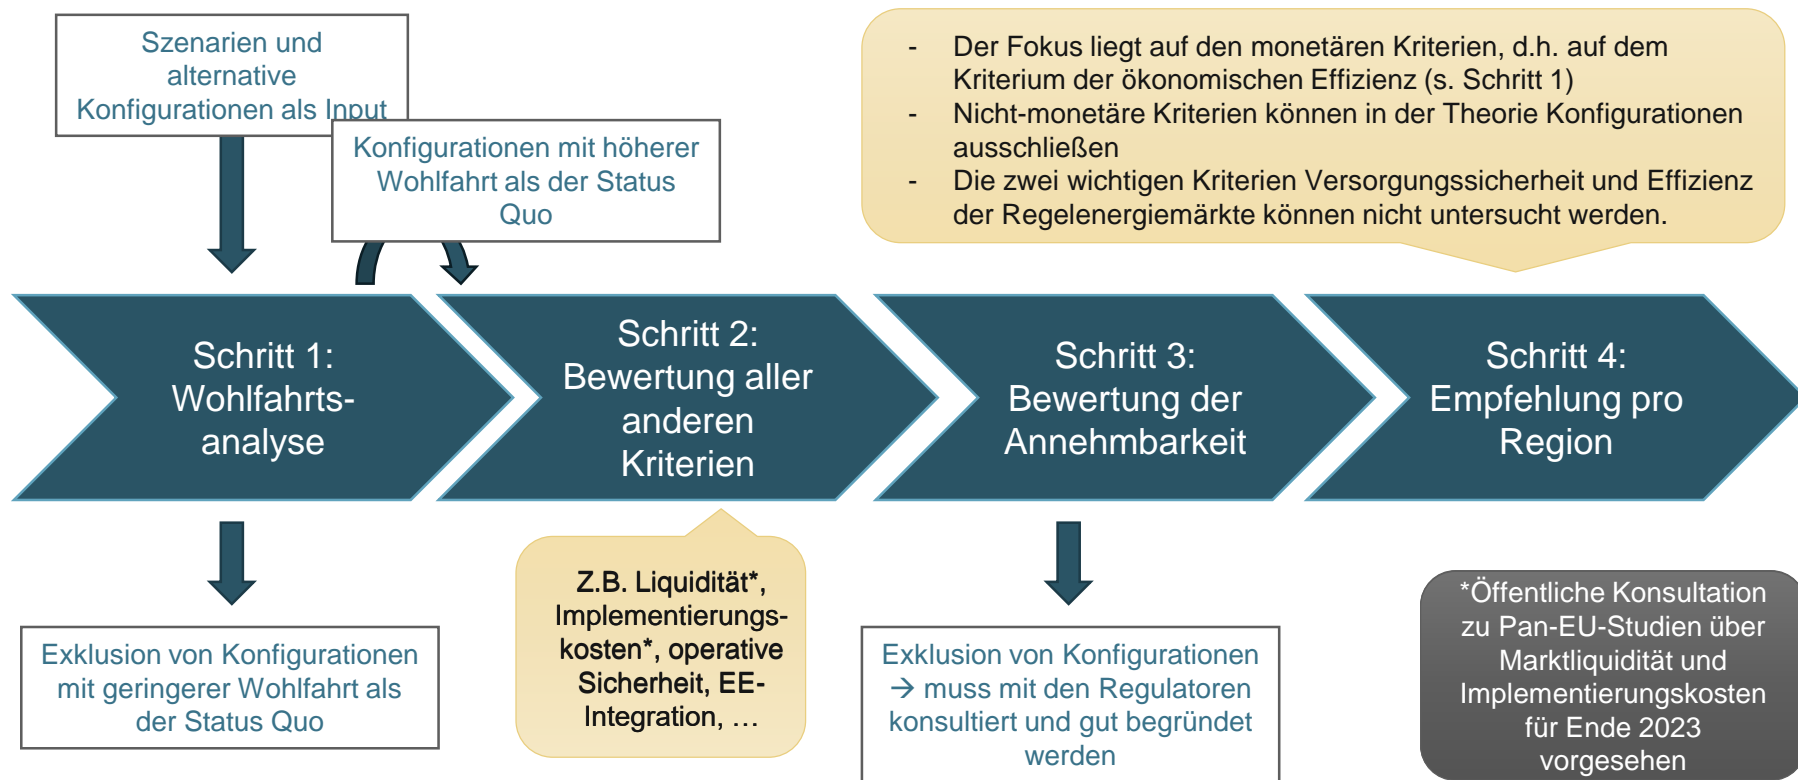 Szenarien und
alternative
Konfigurationen als Input
Konfigurationen mit höherer
Wohlfahrt als der Status
Quo
- Der Fokus liegt auf den monetären Kriterien, d.h. auf dem
Kriterium der ökonomischen Effizienz (s. Schritt 1)
- Nicht-monetäre Kriterien können in der Theorie Konfigurationen
ausschließen
- Die zwei wichtigen Kriterien Versorgungssicherheit und Effizienz
der Regelenergiemärkte können nicht untersucht werden.
Schritt 1:
Wohlfahrts-
analyse
Schritt 2:
Bewertung aller
anderen
Kriterien
Schritt 3:
Bewertung der
Annehmbarkeit
Schritt 4:
Empfehlung pro
Region
Exklusion von Konfigurationen
mit geringerer Wohlfahrt als
der Status Quo
Z.B. Liquidität*,
Implementierungs-
kosten*, operative
Sicherheit, EE-
Integration, …
Exklusion von Konfigurationen
→ muss mit den Regulatoren
konsultiert und gut begründet
werden
*Öffentliche Konsultation
zu Pan-EU-Studien über
Marktliquidität und
Implementierungskosten
für Ende 2023
vorgesehen